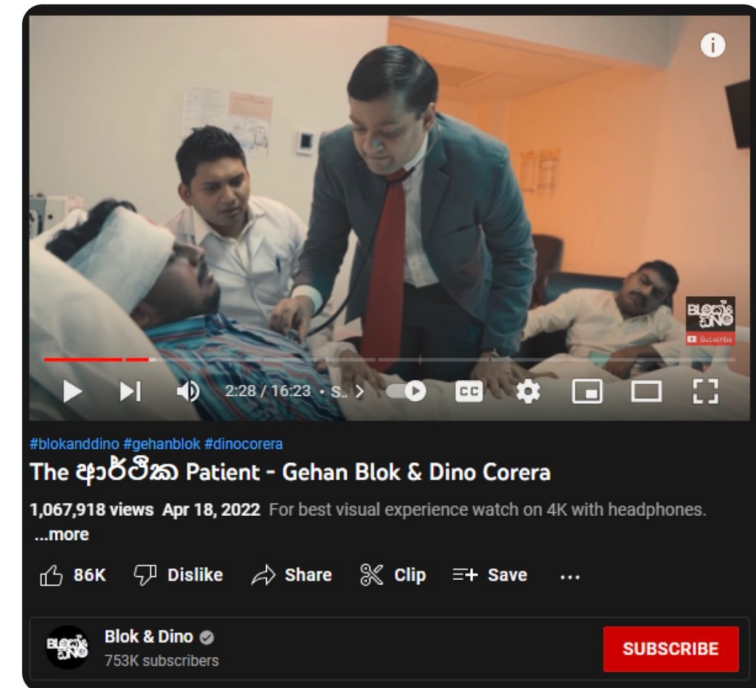 BLOK&
ඩිනෝ
Subscribe
2:28 / 16:23 • S..
CC
#blokanddino #gehanblok #dinocorera
The ආර්ථික Patient - Gehan Blok & Dino Corera
1,067,918 views Apr 18, 2022 For best visual experience watch on 4K with headphones.
...more
86K Dislike Share Clip Save ...
Blok & Dino
753K subscribers
SUBSCRIBE